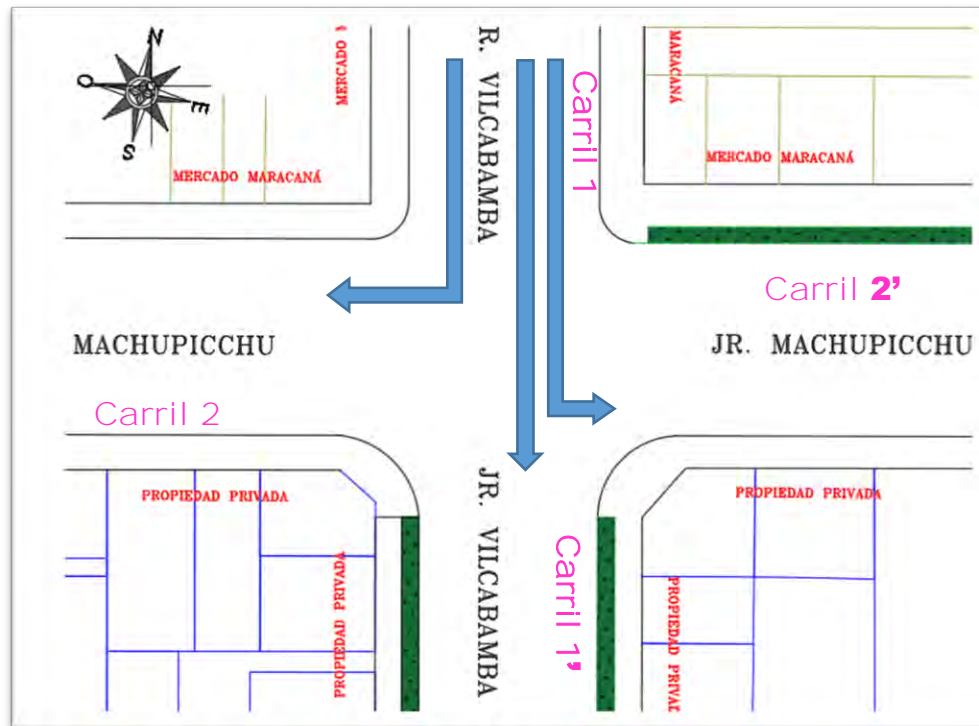 N
O
E
S
MERCADO
R. VILCABAMBA
Carril 1
MARACANÁ
MERCADO MARACANÁ
MERCADO MARACANÁ
Carril 2’
MACHUPICCHU
JR. MACHUPICCHU
Carril 2
PROPIEDAD PRIVADA
PROPIEDAD PRIVADA
JR. VILCABAMBA
PROPIEDAD PRIVADA
Carril 1’
PROPIEDAD PRIVAD